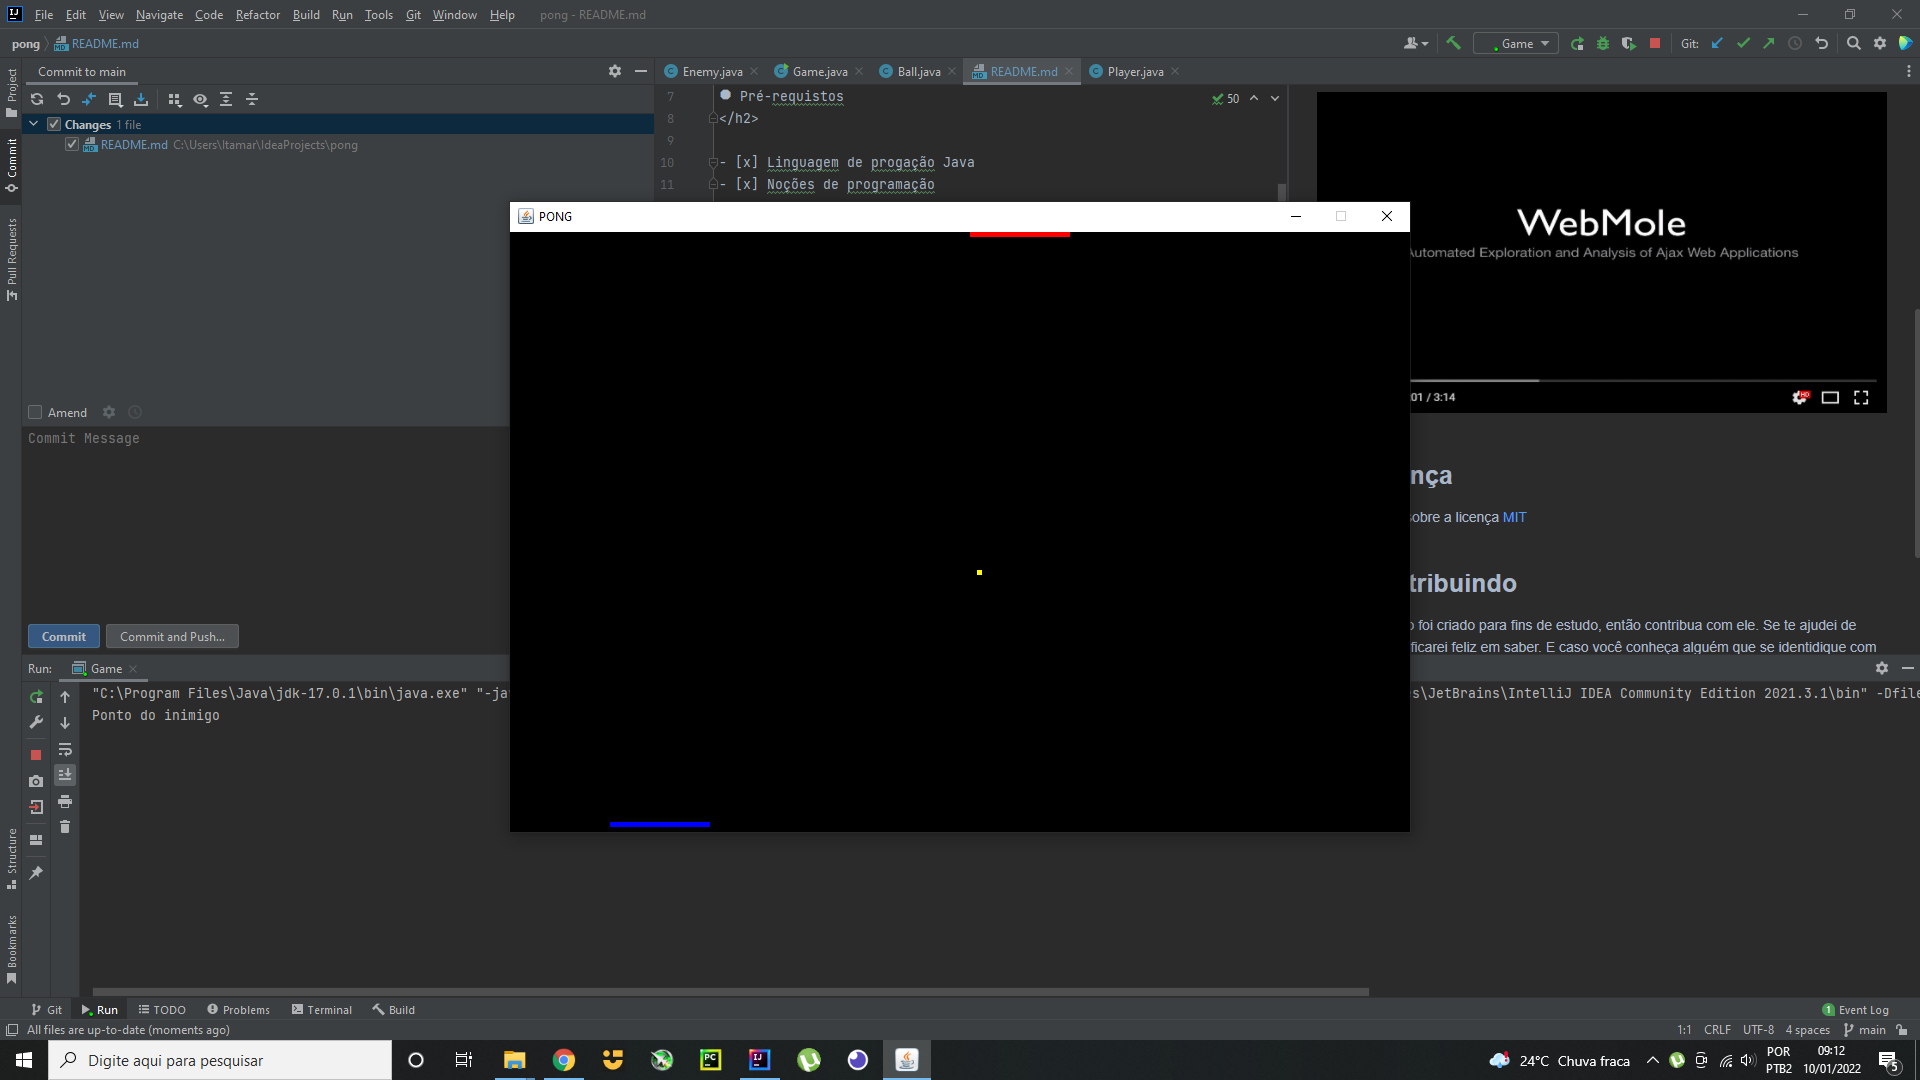 File Edit View Navigate Code Refactor Build Run Tools Git Window Help pong - README.md
pong README.md
Game Git:
Project
Commit
Pull Requests
Structure
Bookmarks
Commit to main
Changes 1 file
README.md C:\Users\Itamar\IdeaProjects\pong
Amend
Commit Message
Commit Commit and Push...
Enemy.java Game.java Ball.java README.md Player.java
7 Pré-requistos
50
8 </h2>
9
10 - [x] Linguagem de progação Java
11 - [x] Noções de programação
PONG
WebMole
utomated Exploration and Analysis of Ajax Web Applications
01 / 3:14
HD
nça
obre a licença MIT
tribuindo
o foi criado para fins de estudo, então contribua com ele. Se te ajudei de
ficarei feliz em saber. E caso você conheça alguém que se identidique com
Run: Game
"C:\Program Files\Java\jdk-17.0.1\bin\java.exe" "-ja
s\JetBrains\IntelliJ IDEA Community Edition 2021.3.1\bin" -Dfile
Ponto do inimigo
Git Run TODO Problems Terminal Build
1 Event Log
All files are up-to-date (moments ago)
1:1 CRLF UTF-8 4 spaces main
Digite aqui para pesquisar
PC
IJ
24°C Chuva fraca
POR
PTB2
09:12
10/01/2022
5